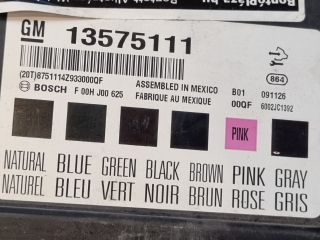 GM 13575111
(20T)8751114Z933000QF
ASSEMBLED IN MEXICO B01 091126
BOSCH F 00H J00 625 FABRIQUE AU MEXIQUE 00QF 6002JC1392
864
PINK
NATURAL BLUE GREEN BLACK BROWN PINK GRAY
NATUREL BLEU VERT NOIR BRUN ROSE GRIS